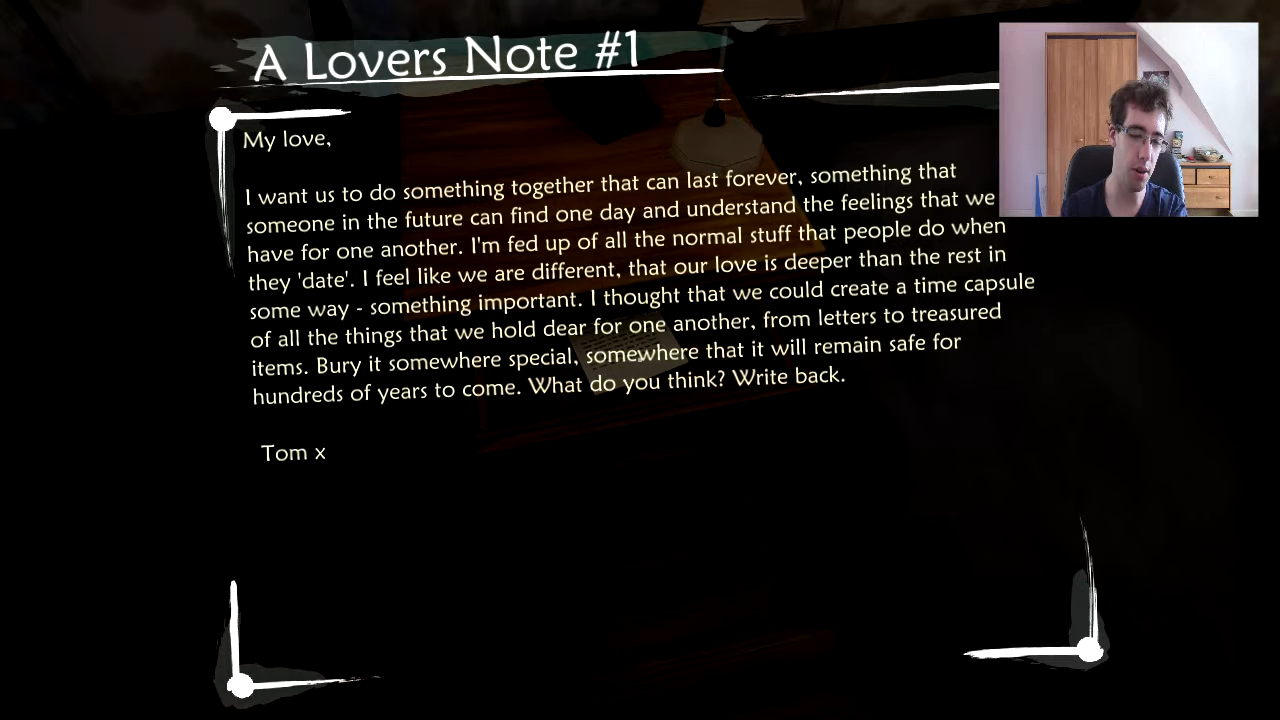 A Lovers Note #1
My love,
I want us to do something together that can last forever, something that
someone in the future can find one day and understand the feelings that we
have for one another. I'm fed up of all the normal stuff that people do when
they 'date'. I feel like we are different, that our love is deeper than the rest in
some way - something important. I thought that we could create a time capsule
of all the things that we hold dear for one another, from letters to treasured
items. Bury it somewhere special, somewhere that it will remain safe for
hundreds of years to come. What do you think? Write back.
Tom x